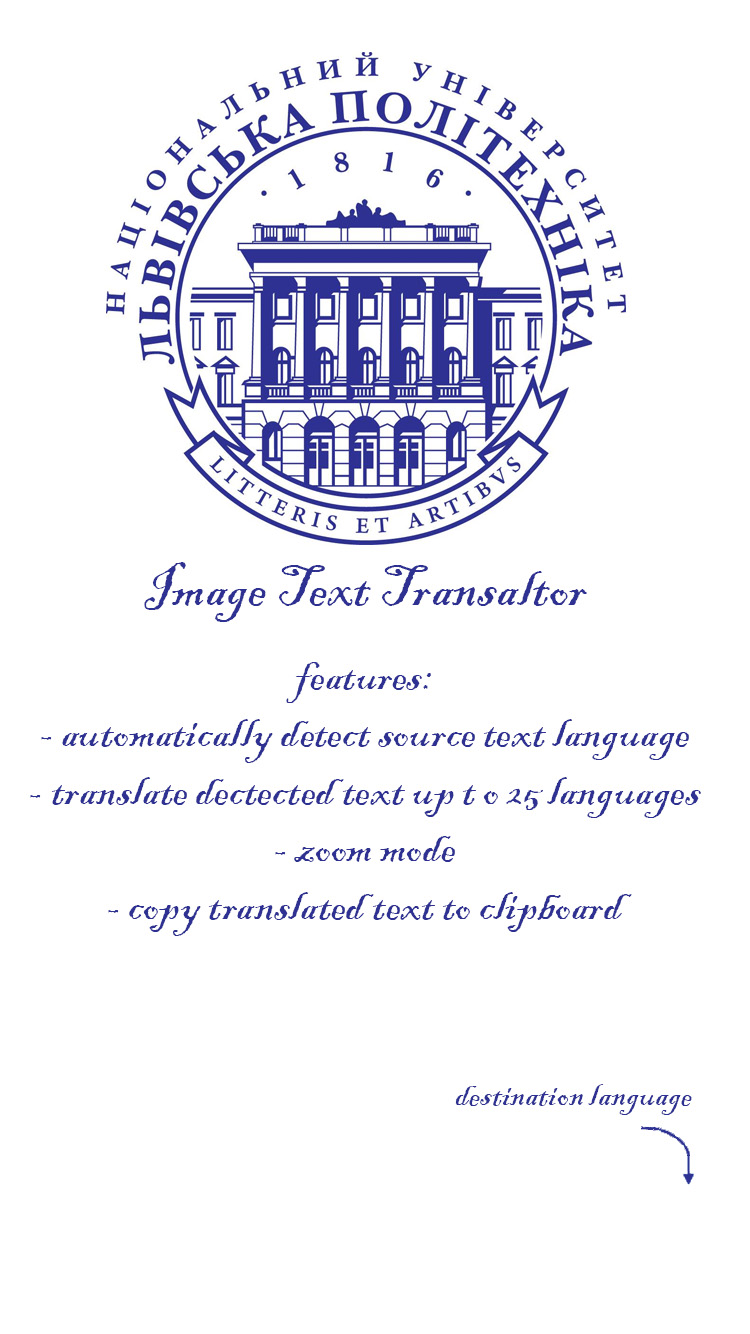 НАЦІОНАЛЬНИЙ УНІВЕРСИТЕТ
ЛЬВІВСЬКА ПОЛІТЕХНІКА
· 1 8 1 6 ·
LITTERIS ET ARTIBVS
Image Text Transaltor
features:
- automatically detect source text language
- translate dectected text up t o 25 languages
- zoom mode
- copy translated text to clipboard
destination language